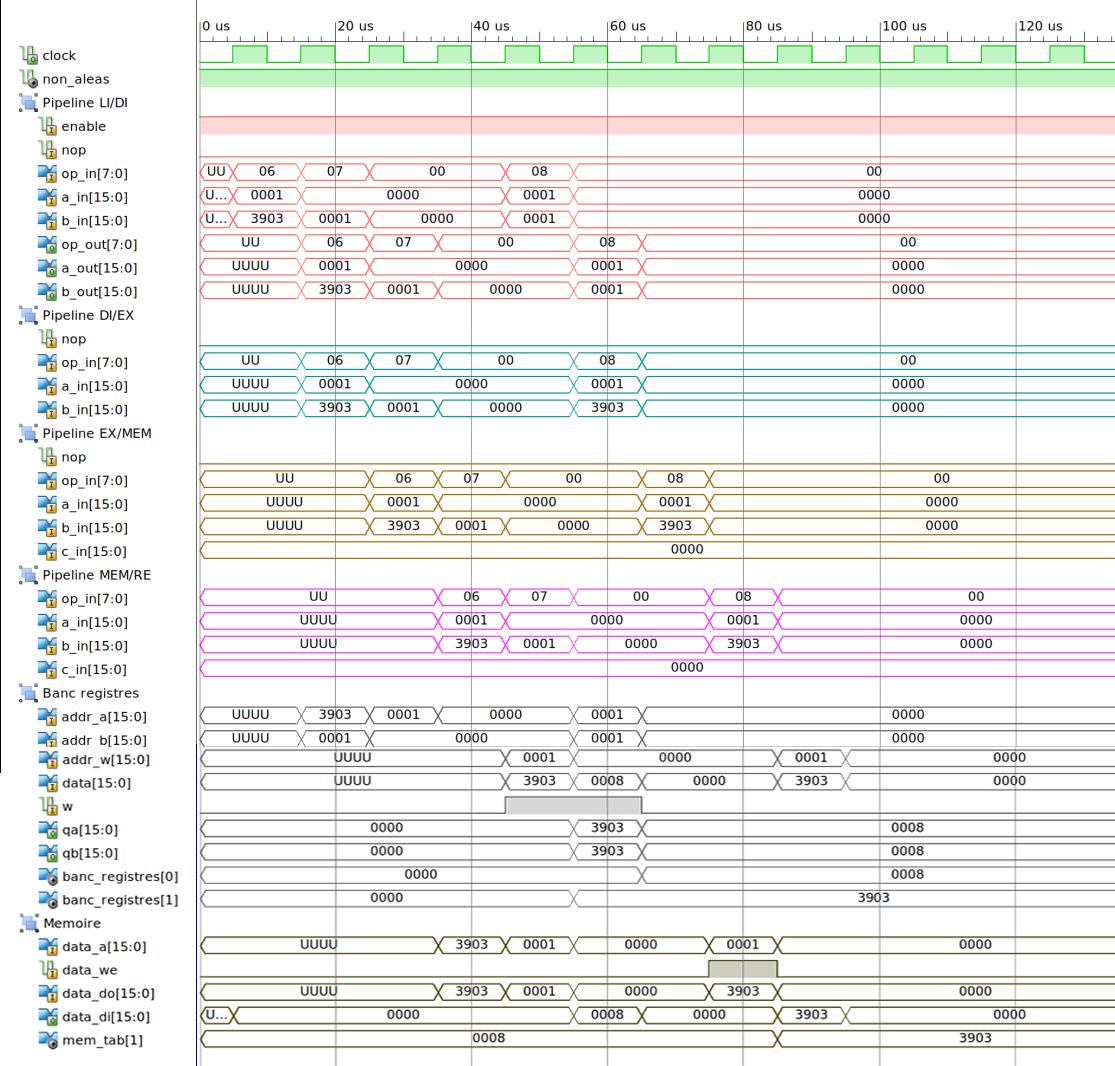 0 us 20 us 40 us 60 us 80 us 100 us 120 us
clock
non_aleas
Pipeline LI/DI
enable
nop
op_in[7:0] UU 06 07 00 08 00
a_in[15:0] U... 0001 0000 0001 0000
b_in[15:0] U... 3903 0001 0000 0001 0000
op_out[7:0] UU 06 07 00 08 00
a_out[15:0] UUUU 0001 0000 0001 0000
b_out[15:0] UUUU 3903 0001 0000 0001 0000
Pipeline DI/EX
nop
op_in[7:0] UU 06 07 00 08 00
a_in[15:0] UUUU 0001 0000 0001 0000
b_in[15:0] UUUU 3903 0001 0000 3903 0000
Pipeline EX/MEM
nop
op_in[7:0] UU 06 07 00 08 00
a_in[15:0] UUUU 0001 0000 0001 0000
b_in[15:0] UUUU 3903 0001 0000 3903 0000
c_in[15:0] 0000
Pipeline MEM/RE
op_in[7:0] UU 06 07 00 08 00
a_in[15:0] UUUU 0001 0000 0001 0000
b_in[15:0] UUUU 3903 0001 0000 3903 0000
c_in[15:0] 0000
Banc registres
addr_a[15:0] UUUU 3903 0001 0000 0001 0000
addr_b[15:0] UUUU 0001 0000 0001 0000
addr_w[15:0] UUUU 0001 0000 0001 0000
data[15:0] UUUU 3903 0008 0000 3903 0000
w
qa[15:0] 0000 3903 0008
qb[15:0] 0000 3903 0008
banc_registres[0] 0000 0008
banc_registres[1] 0000 3903
Memoire
data_a[15:0] UUUU 3903 0001 0000 0001 0000
data_we
data_do[15:0] UUUU 3903 0001 0000 3903 0000
data_di[15:0] U... 0000 0008 0000 3903 0000
mem_tab[1] 0008 3903